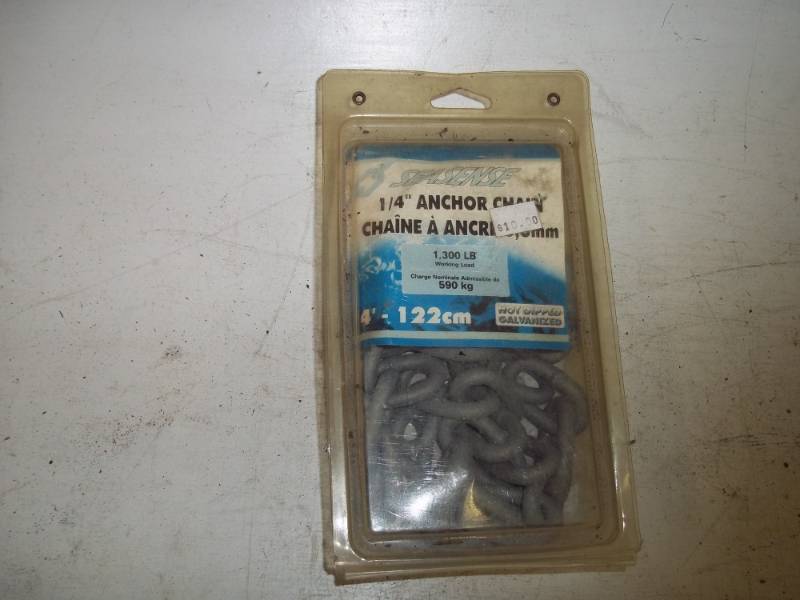 SEASENSE
1/4" ANCHOR CHAIN
CHAÎNE À
$10.00
1,300 LB
Working Load
Charge Nominale Admissible de
590 kg
4' - 122cm
HOT DIPPED
GALVANIZED